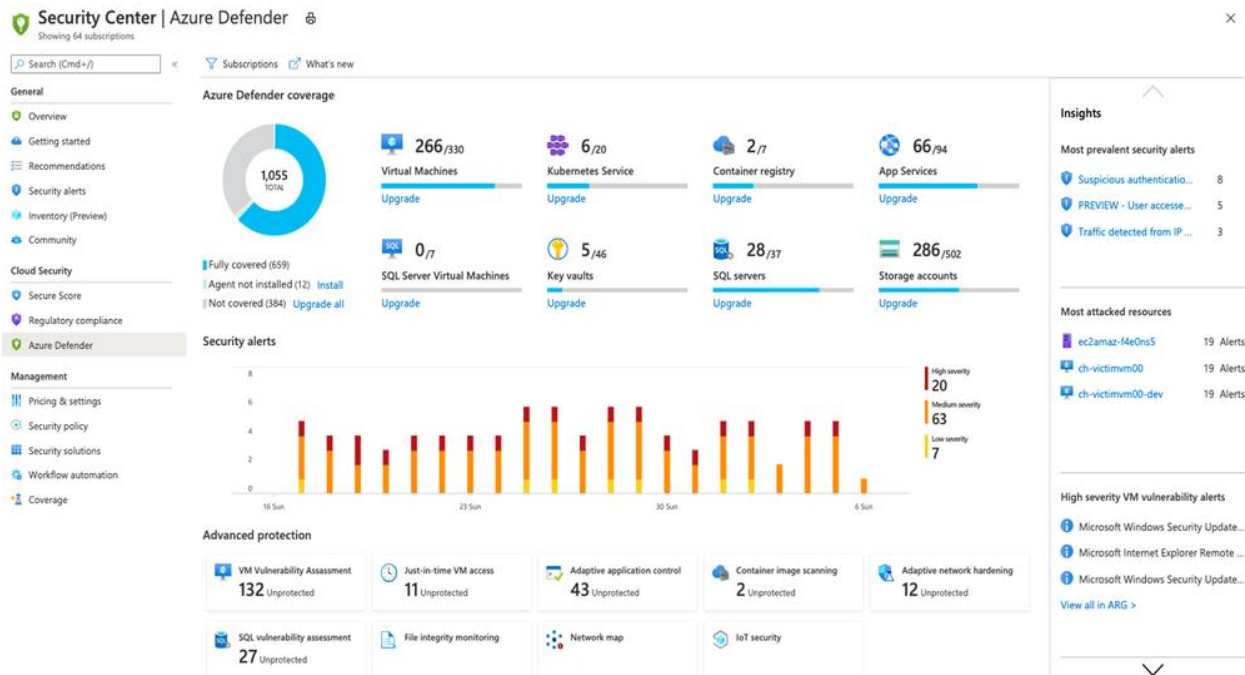 Security Center | Azure Defender
Showing 64 subscriptions
Search (Cmd+/)
«
General
Overview
Getting started
Recommendations
Security alerts
Inventory (Preview)
Community
Cloud Security
Secure Score
Regulatory compliance
Azure Defender
Management
Pricing & settings
Security policy
Security solutions
Workflow automation
Coverage
Subscriptions
What's new
Azure Defender coverage
1,055
TOTAL
Fully covered (659)
Agent not installed (12) Install
Not covered (384) Upgrade all
266/330
Virtual Machines
Upgrade
6/20
Kubernetes Service
Upgrade
2/7
Container registry
Upgrade
66/94
App Services
Upgrade
SQL
0/7
SQL Server Virtual Machines
Upgrade
5/46
Key vaults
Upgrade
SQL
28/37
SQL servers
Upgrade
286/502
Storage accounts
Upgrade
Security alerts
8
6
4
2
0
16 Sun
23 Sun
30 Sun
6 Sun
High severity
20
Medium severity
63
Low severity
7
Advanced protection
VM Vulnerability Assassment
132 Unprotected
Just-in-time VM access
11 Unprotected
Adaptive application control
43 Unprotected
Container image scanning
2 Unprotected
Adaptive network hardening
12 Unprotected
SQL
SQL vulnerability assessment
27 Unprotected
File integrity monitoring
Network map
IoT security
Insights
Most prevalent security alerts
Suspicious authenticatio... 8
PREVIEW - User accesse... 5
Traffic detected from IP ... 3
Most attacked resources
ec2amaz-f4e0ns5 19 Alerts
ch-victimvm00 19 Alerts
ch-victimvm00-dev 19 Alerts
High severity VM vulnerability alerts
Microsoft Windows Security Update...
Microsoft Internet Explorer Remote ...
Microsoft Windows Security Update...
View all in ARG >